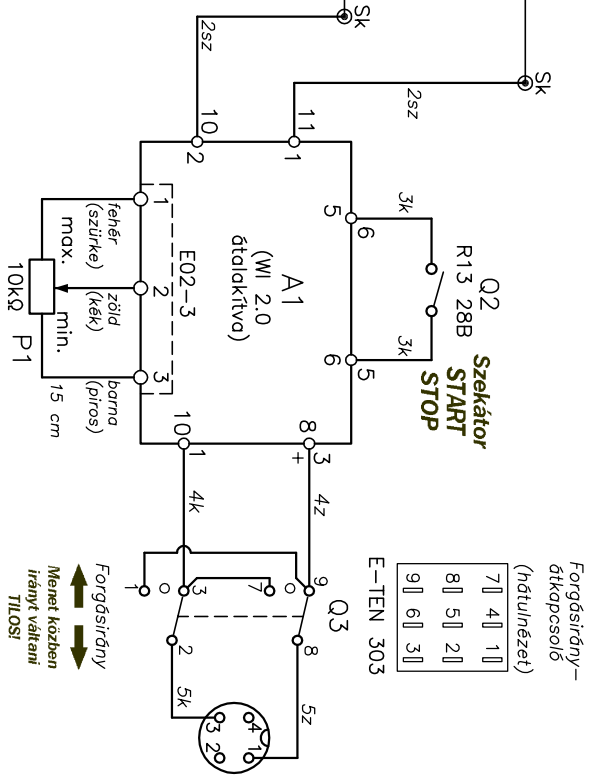 Sk
Sk
2sz
2sz
10
2
11
1
5
6
3k
Q2
R13 28B
3k
6
5
Szekátor
START
STOP
A1
(WI 2.0
átalakítva)
E02-3
1
2
3
fehér
(szürke)
max.
zöld
(kék)
min.
barna
(piros)
15 cm
10kΩ
P1
10
1
8
3
+
4k
4z
Q3
1
3
7
9
2
8
5k
5z
1
2
3
4
Forgásirány-
átkapcsoló
(hátulnézet)
7 4 1
8 5 2
9 6 3
E-TEN 303
Forgásirány
Menet közben
irányt váltani
TILOS!